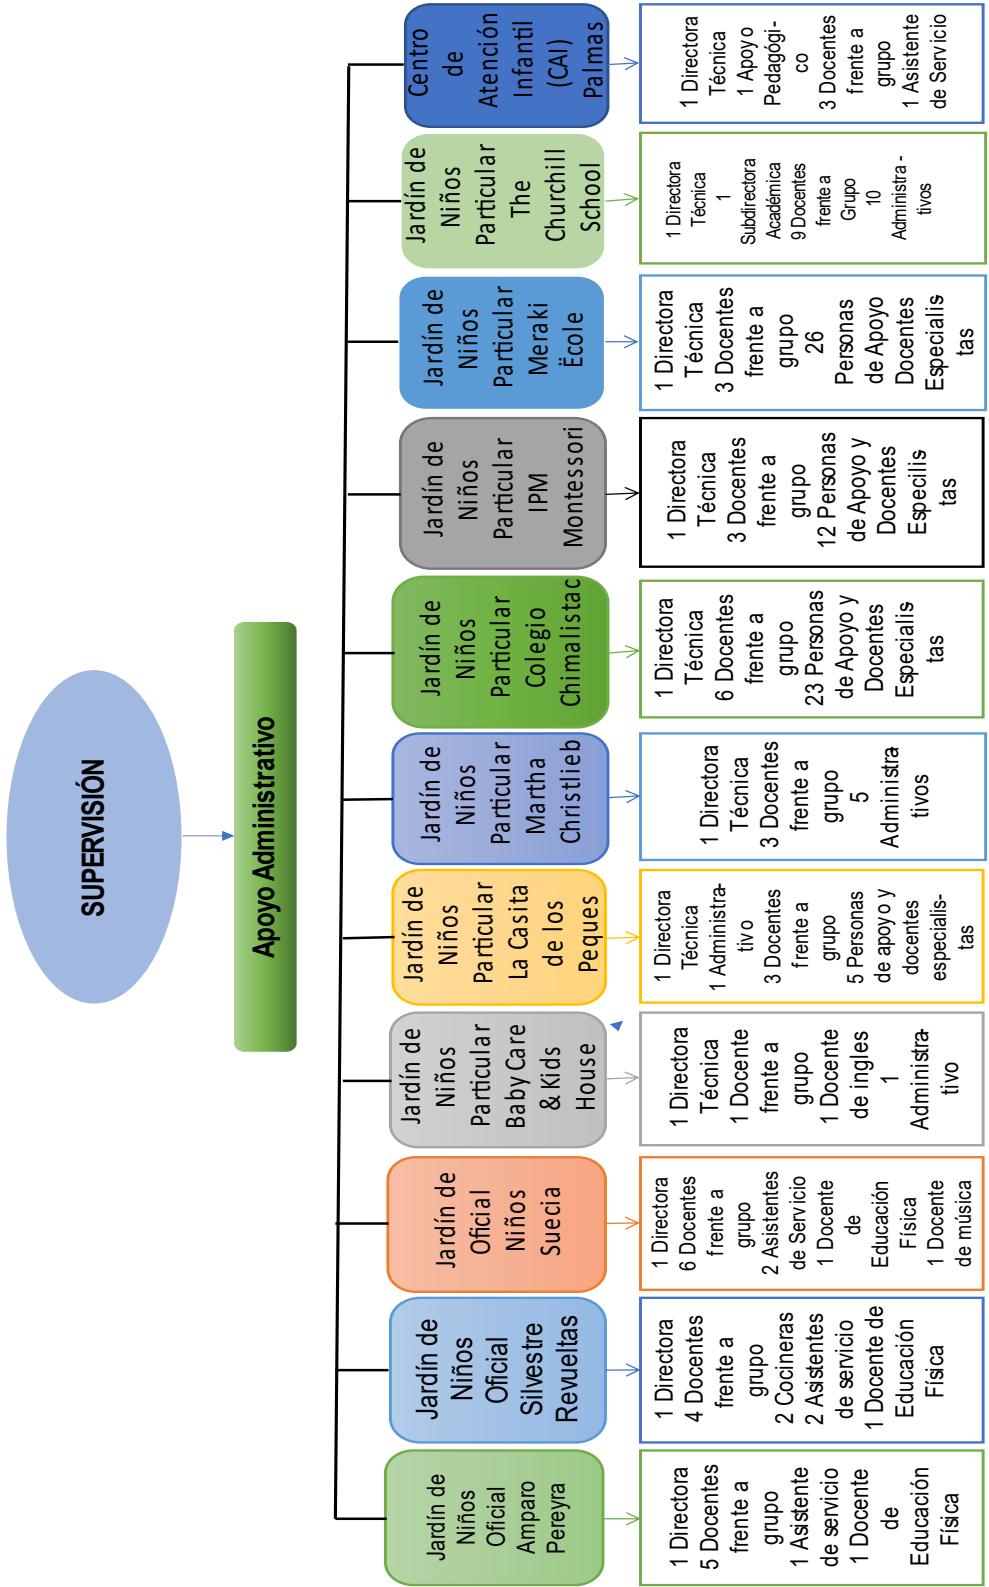 SUPERVISIÓN
Apoyo Administrativo
Jardín de
Niños
Oficial
Amparo
Pereyra
Jardín de
Niños
Oficial
Silvestre
Revueltas
Jardín de
Oficial
Niños
Suecia
Jardín de
Niños
Particular
Baby Care
& Kids
House
Jardín de
Niños
Particular
La Casita
de los
Peques
Jardín de
Niños
Particular
Martha
Christlieb
Jardín de
Niños
Particular
Colegio
Chimalistac
Jardín de
Niños
Particular
IPM
Montessori
Jardín de
Niños
Particular
Meraki
Ëcole
Jardín de
Niños
Particular
The
Churchill
School
Centro
de
Atención
Infantil
(CAI)
Palmas
1 Directora
5 Docentes
frente a
grupo
1 Asistente
de servicio
1 Docente
de
Educación
Física
1 Directora
4 Docentes
frente a
grupo
2 Cocineras
2 Asistentes
de servicio
1 Docente de
Educación
Física
1 Directora
6 Docentes
frente a
grupo
2 Asistentes
de Servicio
1 Docente
de
Educación
Física
1 Docente
de música
1 Directora
Técnica
1 Docente
frente a
grupo
1 Docente
de ingles
1
Administra-
tivo
1 Directora
Técnica
1 Administra-
tivo
3 Docentes
frente a
grupo
5 Personas
de apoyo y
docentes
especialis-
tas
1 Directora
Técnica
3 Docentes
frente a
grupo
5
Administra-
tivos
1 Directora
Técnica
6 Docentes
frente a
grupo
23 Personas
de Apoyo y
Docentes
Especialis-
tas
1 Directora
Técnica
3 Docentes
frente a
grupo
12 Personas
de Apoyo y
Docentes
Especilis-
tas
1 Directora
Técnica
3 Docentes
frente a
grupo
26
Personas
de Apoyo
Docentes
Especialis-
tas
1 Directora
Técnica
1
Subdirectora
Académica
9 Docentes
frente a
Grupo
10
Administra -
tivos
1 Directora
Técnica
1 Apoyo
Pedagógi-
co
3 Docentes
frente a
grupo
1 Asistente
de Servicio